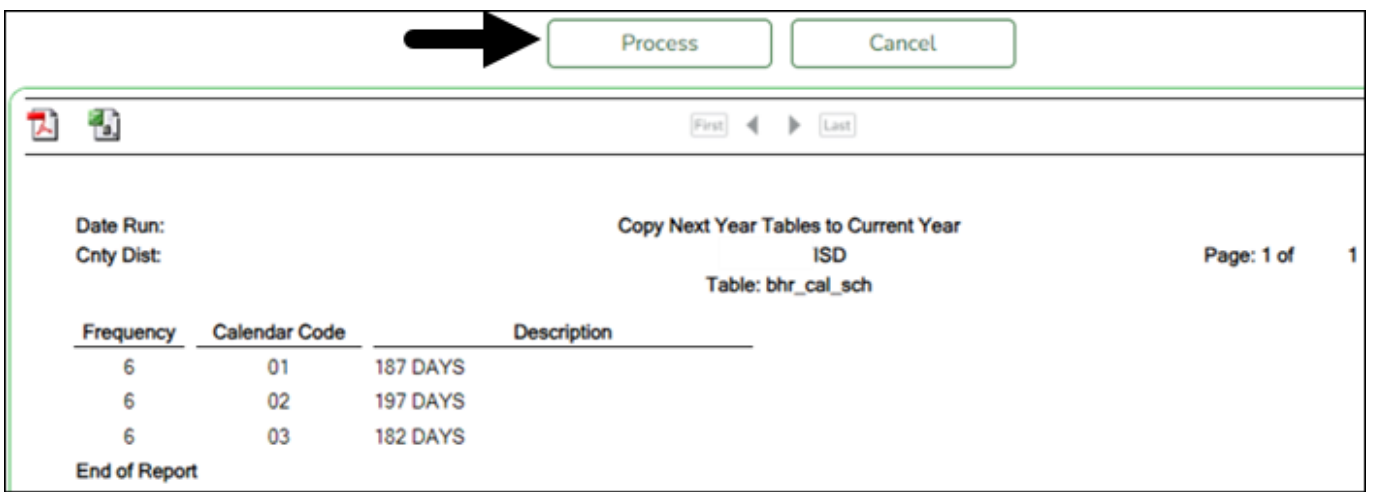 Process Cancel
First Last
Date Run: Copy Next Year Tables to Current Year
Cnty Dist: ISD Page: 1 of 1
Table: bhr_cal_sch
Frequency Calendar Code Description
6 01 187 DAYS
6 02 197 DAYS
6 03 182 DAYS
End of Report